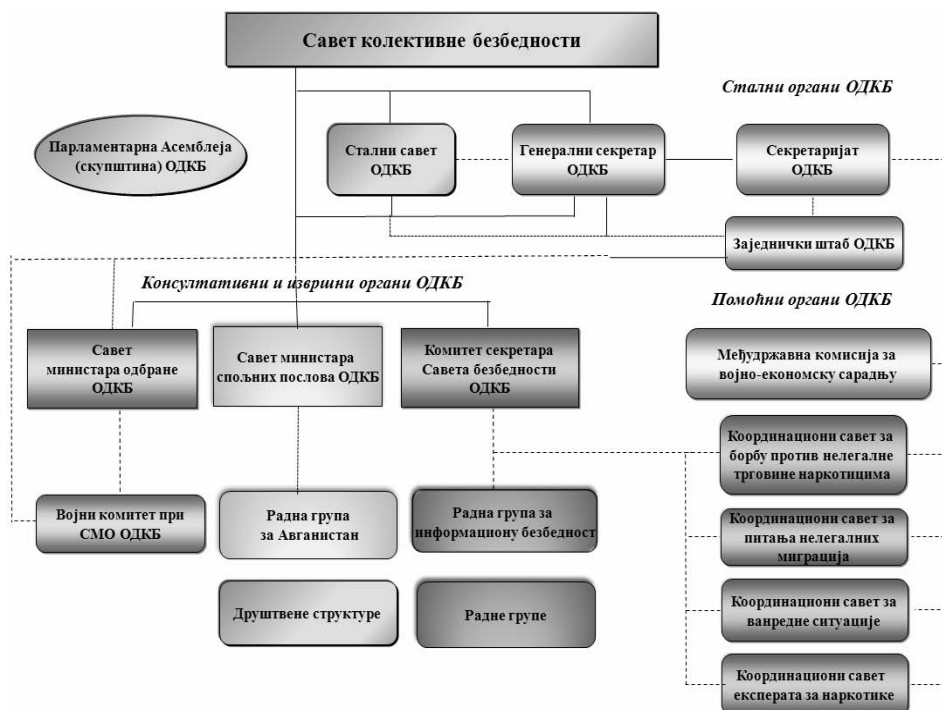 Савет колективне безбедности
Стални органи ОДКБ
Парламентарна Асемблеја
(скупштина) ОДКБ
Стални савет
ОДКБ
Генерални секретар
ОДКБ
Секретаријат
ОДКБ
Заједнички штаб ОДКБ
Консултативни и извршни органи ОДКБ
Помоћни органи ОДКБ
Савет
министара одбране
ОДКБ
Савет министара
спољних послова ОДКБ
Комитет секретара
Савета безбедности
ОДКБ
Међудржавна комисија за
војно-економску сарадњу
Координациони савет за
борбу против нелегалне
трговине наркотицима
Војни комитет при
СМО ОДКБ
Радна група
за Авганистан
Радна група за
информациону безбедност
Координациони савет за
питања нелегалних
миграција
Друштвене структуре
Радне групе
Координациони савет за
ванредне ситуације
Координациони савет
експерата за наркотике